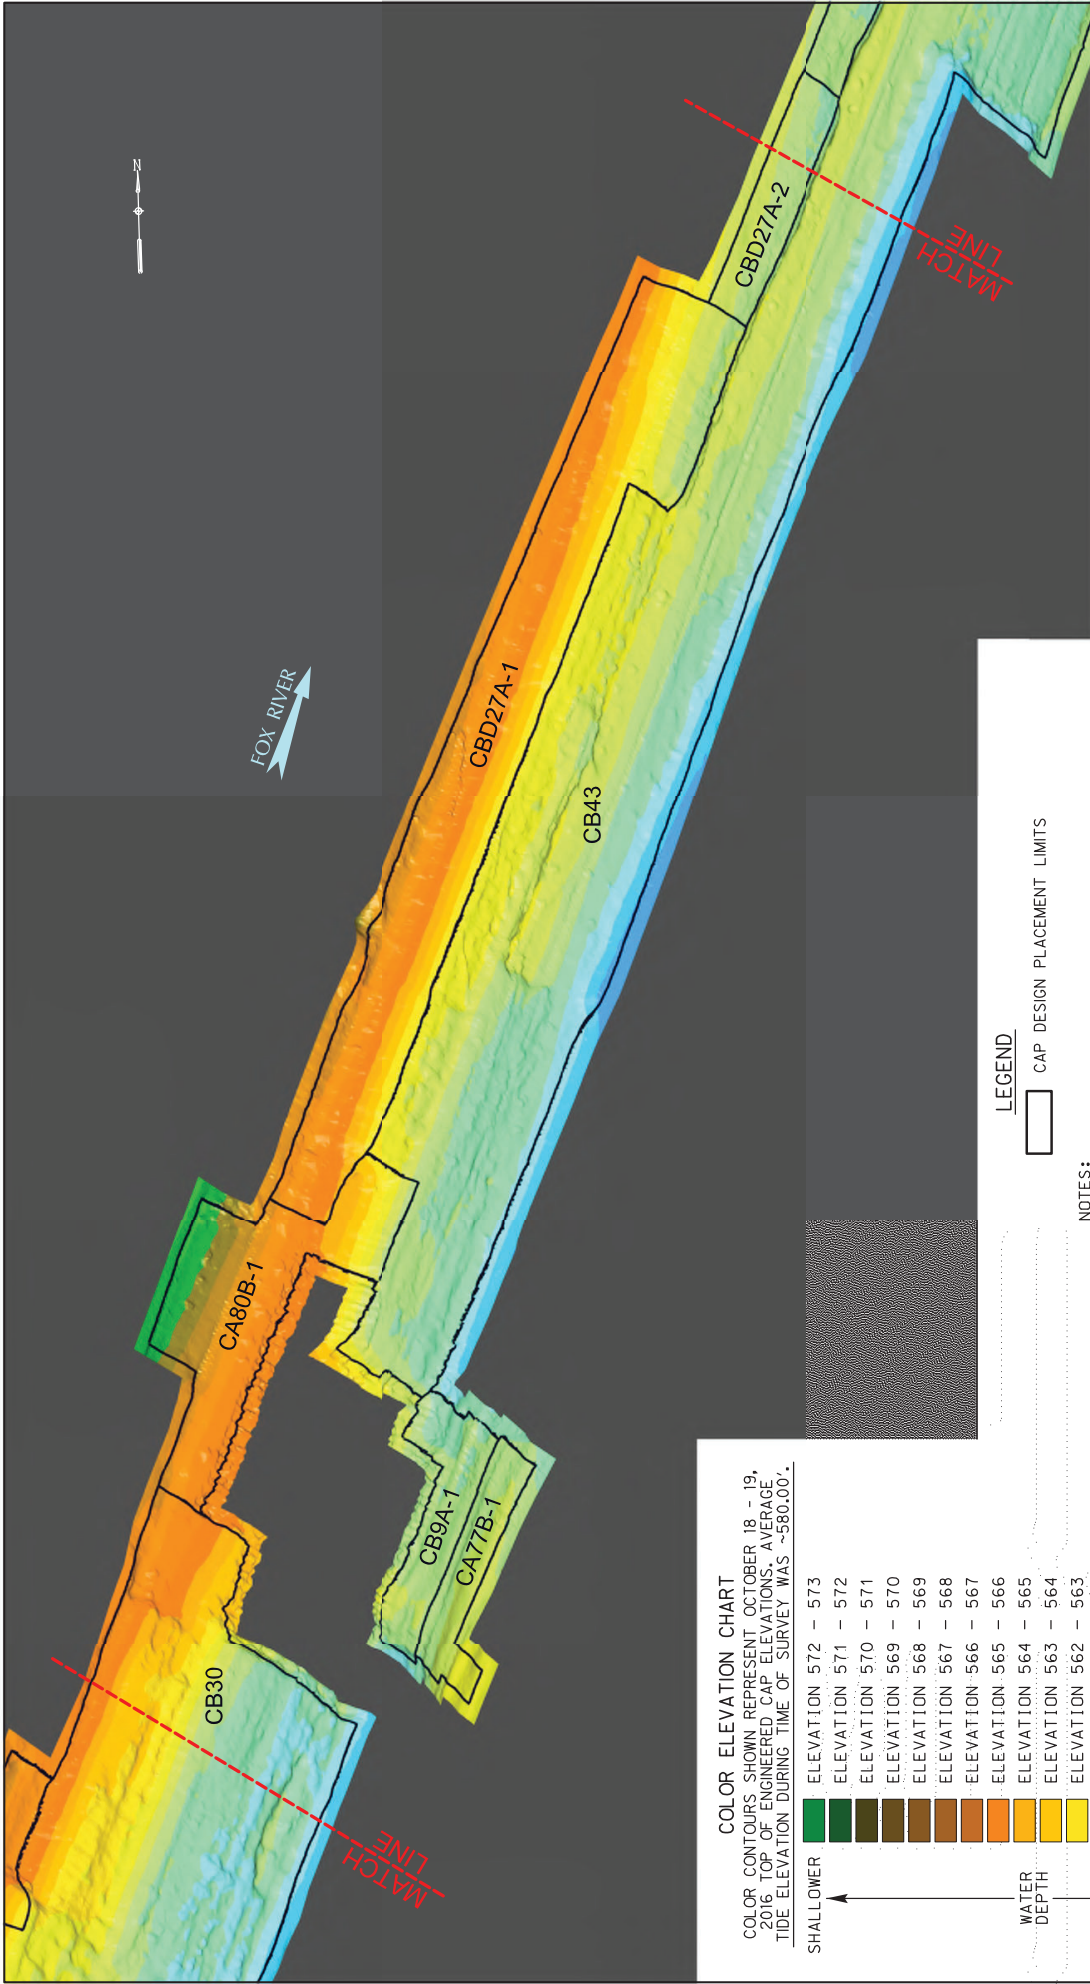 N
FOX RIVER
CBD27A-2
MATCH
LINE
CBD27A-1
CB43
CA80B-1
CB9A-1
CA77B-1
CB30
MATCH
LINE
LEGEND
CAP DESIGN PLACEMENT LIMITS
NOTES:
COLOR ELEVATION CHART
COLOR CONTOURS SHOWN REPRESENT OCTOBER 18 - 19,
2016 TOP OF ENGINEERED CAP ELEVATIONS. AVERAGE
TIDE ELEVATION DURING TIME OF SURVEY WAS ~580.00'.
SHALLOWER
WATER
DEPTH
ELEVATION 572 - 573
ELEVATION 571 - 572
ELEVATION 570 - 571
ELEVATION 569 - 570
ELEVATION 568 - 569
ELEVATION 567 - 568
ELEVATION 566 - 567
ELEVATION 565 - 566
ELEVATION 564 - 565
ELEVATION 563 - 564
ELEVATION 562 - 563